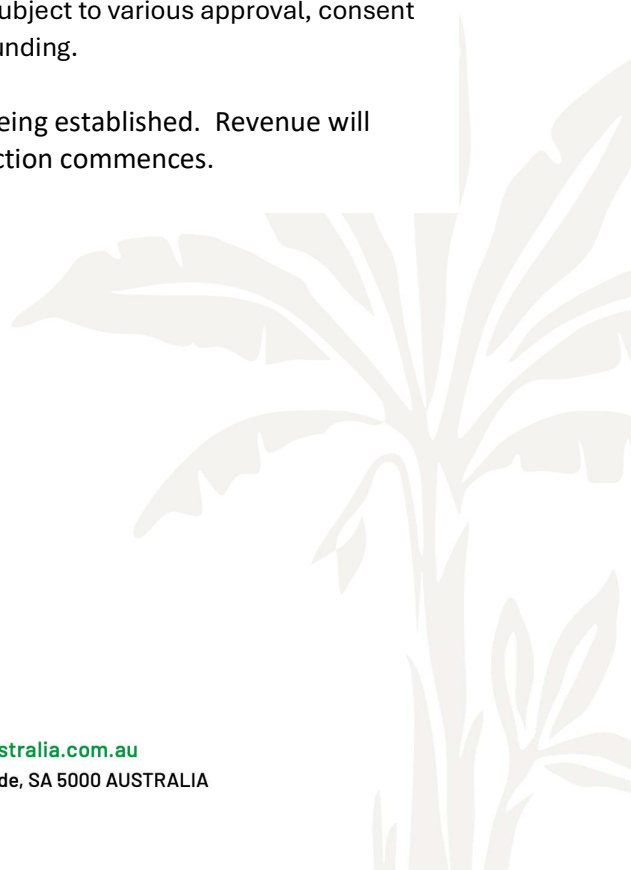 ubject to various approval, consent
unding.
eing established.  Revenue will
ction commences.
stralia.com.au
de, SA 5000 AUSTRALIA